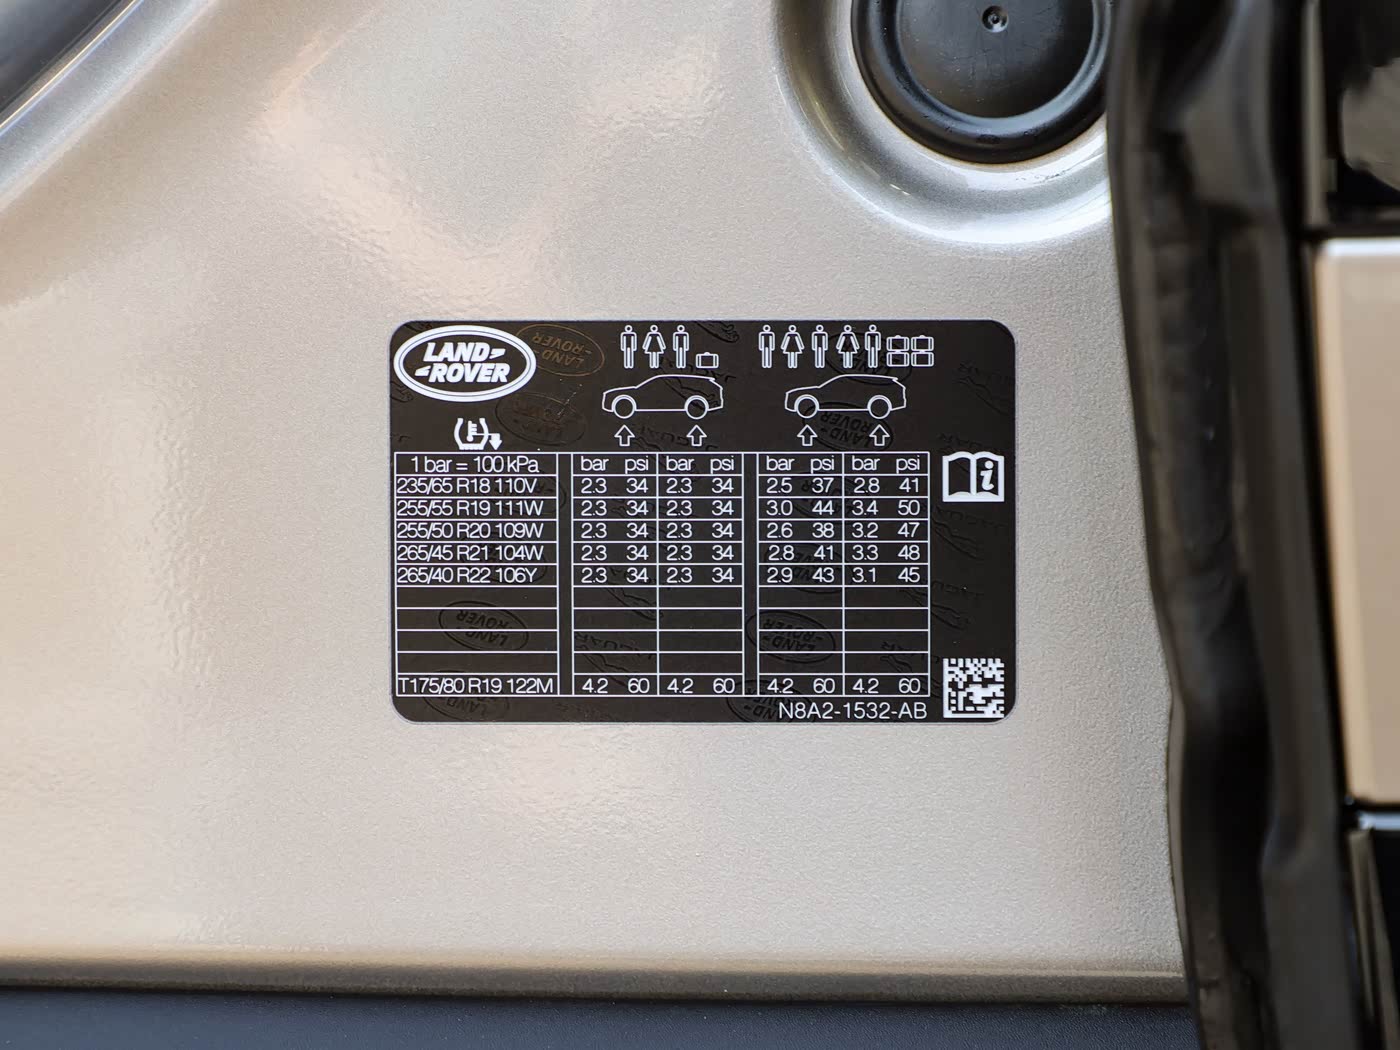 LAND-
-ROVER
1 bar = 100 kPa bar psi bar psi bar psi bar psi
235/65 R18 110V 2.3 34 2.3 34 2.5 37 2.8 41
255/55 R19 111W 2.3 34 2.3 34 3.0 44 3.4 50
255/50 R20 109W 2.3 34 2.3 34 2.6 38 3.2 47
265/45 R21 104W 2.3 34 2.3 34 2.8 41 3.3 48
265/40 R22 106Y 2.3 34 2.3 34 2.9 43 3.1 45
T175/80 R19 122M 4.2 60 4.2 60 4.2 60 4.2 60
N8A2-1532-AB